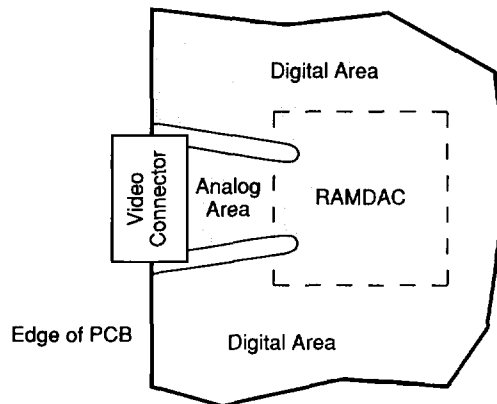 Digital Area
Video
Connector
Analog
Area
RAMDAC
Edge of PCB
Digital Area